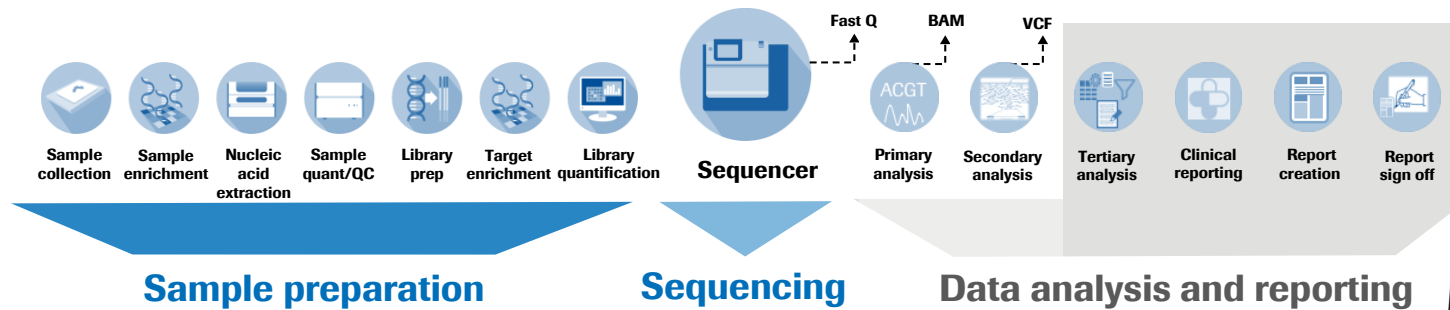 Fast Q
BAM
VCF
ACGT
Sample
collection
Sample
enrichment
Nucleic
acid
extraction
Sample
quant/QC
Library
prep
Target
enrichment
Library
quantification
Sequencer
Primary
analysis
Secondary
analysis
Tertiary
analysis
Clinical
reporting
Report
creation
Report
sign off
Sample preparation
Sequencing
Data analysis and reporting